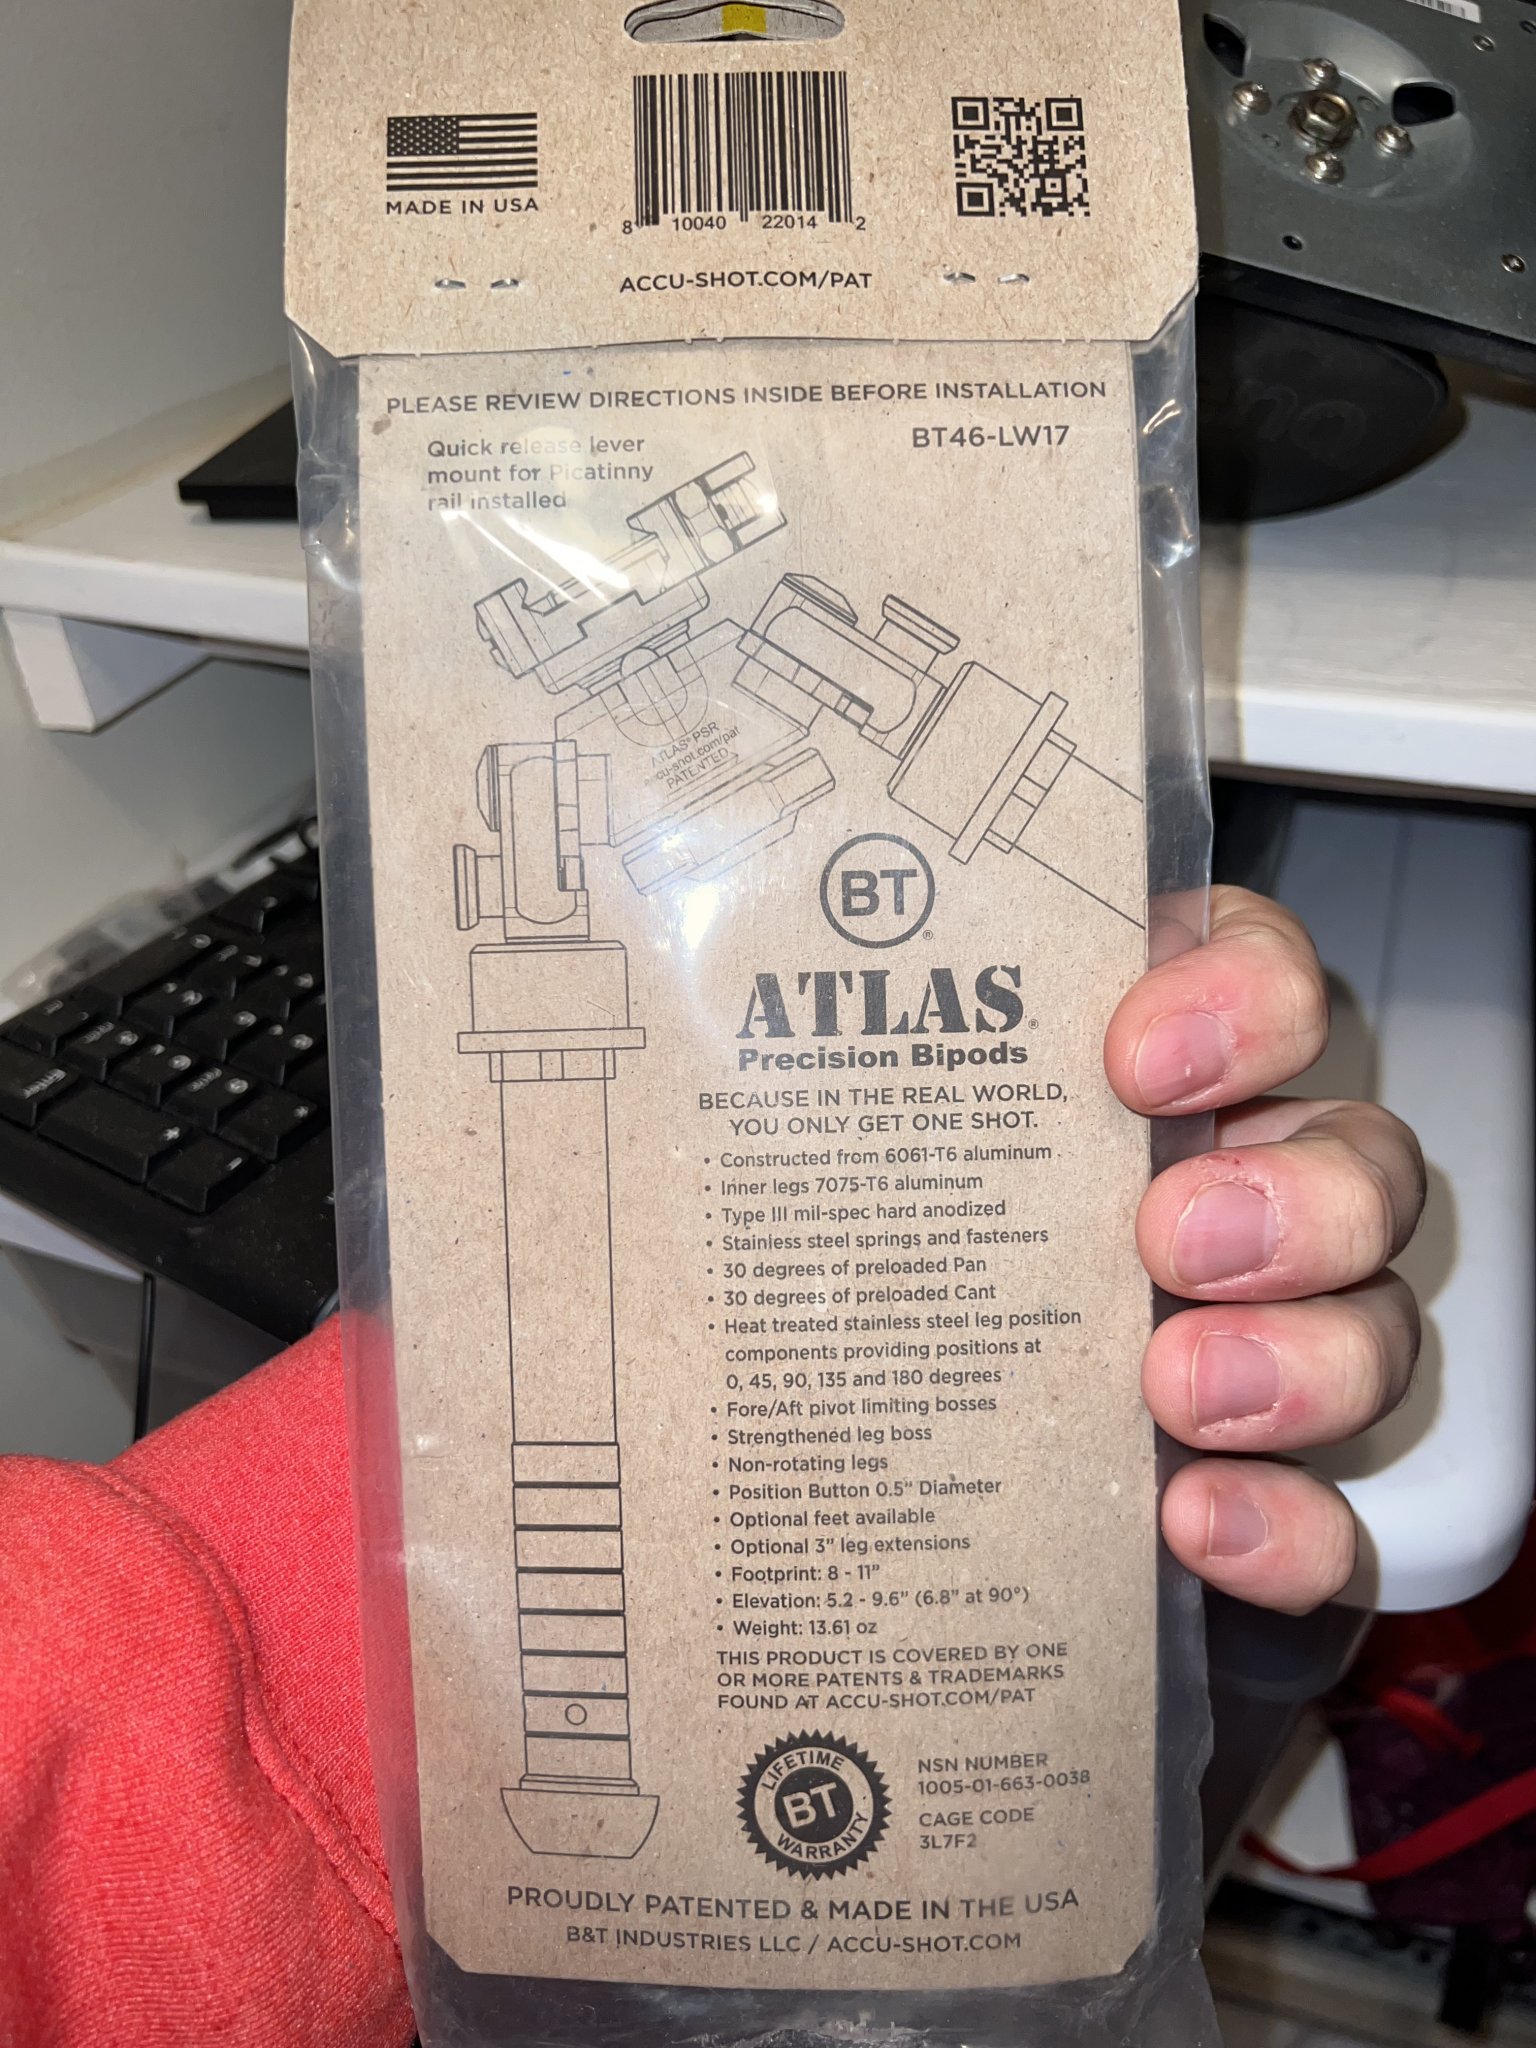 MADE IN USA
8 10040 22014 2
ACCU-SHOT.COM/PAT
PLEASE REVIEW DIRECTIONS INSIDE BEFORE INSTALLATION
BT46-LW17
Quick release lever
mount for Picatinny
rail installed
ATLAS® PSR
accu-shot.com/pat
PATENTED
BT®
ATLAS®
Precision Bipods
BECAUSE IN THE REAL WORLD,
YOU ONLY GET ONE SHOT.
• Constructed from 6061-T6 aluminum
• Inner legs 7075-T6 aluminum
• Type III mil-spec hard anodized
• Stainless steel springs and fasteners
• 30 degrees of preloaded Pan
• 30 degrees of preloaded Cant
• Heat treated stainless steel leg position
components providing positions at
0, 45, 90, 135 and 180 degrees
• Fore/Aft pivot limiting bosses
• Strengthened leg boss
• Non-rotating legs
• Position Button 0.5" Diameter
• Optional feet available
• Optional 3" leg extensions
• Footprint: 8 - 11"
• Elevation: 5.2 - 9.6" (6.8" at 90°)
• Weight: 13.61 oz
THIS PRODUCT IS COVERED BY ONE
OR MORE PATENTS & TRADEMARKS
FOUND AT ACCU-SHOT.COM/PAT
LIFETIME
BT
WARRANTY
NSN NUMBER
1005-01-663-0038
CAGE CODE
3L7F2
PROUDLY PATENTED & MADE IN THE USA
B&T INDUSTRIES LLC / ACCU-SHOT.COM